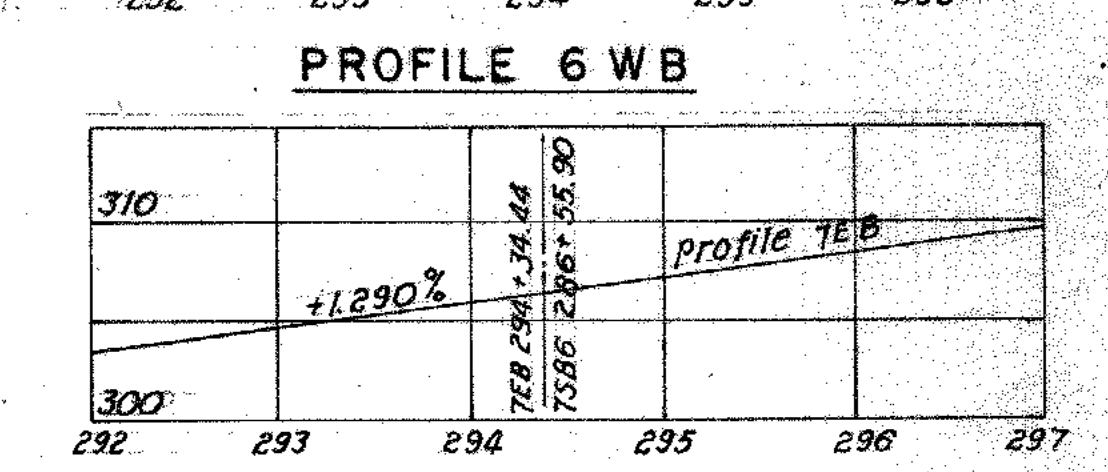 PROFILE 6 WB
310
+1.290%
7EB 294 + 34.44
7SB6 286+ 55.90
profile 7EB
300
292 293 294 295 296 297